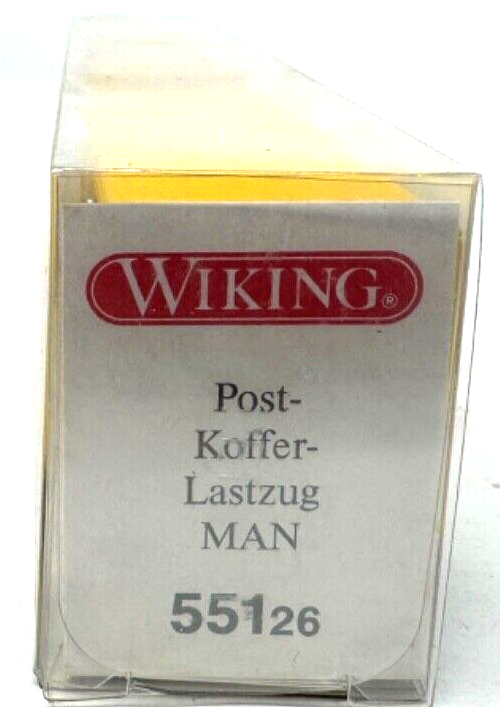 WIKING®
Post-
Koffer-
Lastzug
MAN
55126